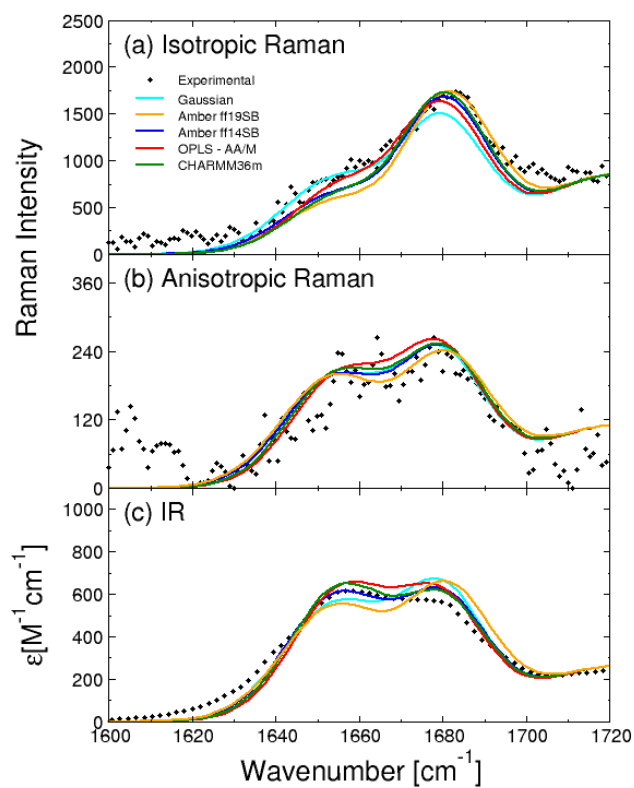 (a) Isotropic Raman
Experimental
Gaussian
Amber ff19SB
Amber ff14SB
OPLS - AA/M
CHARMM36m
2500
2000
1500
1000
500
0
Raman Intensity
(b) Anisotropic Raman
360
240
120
0
(c) IR
1000
800
600
400
200
0
ε[M⁻¹cm⁻¹]
1600 1620 1640 1660 1680 1700 1720
Wavenumber [cm⁻¹]